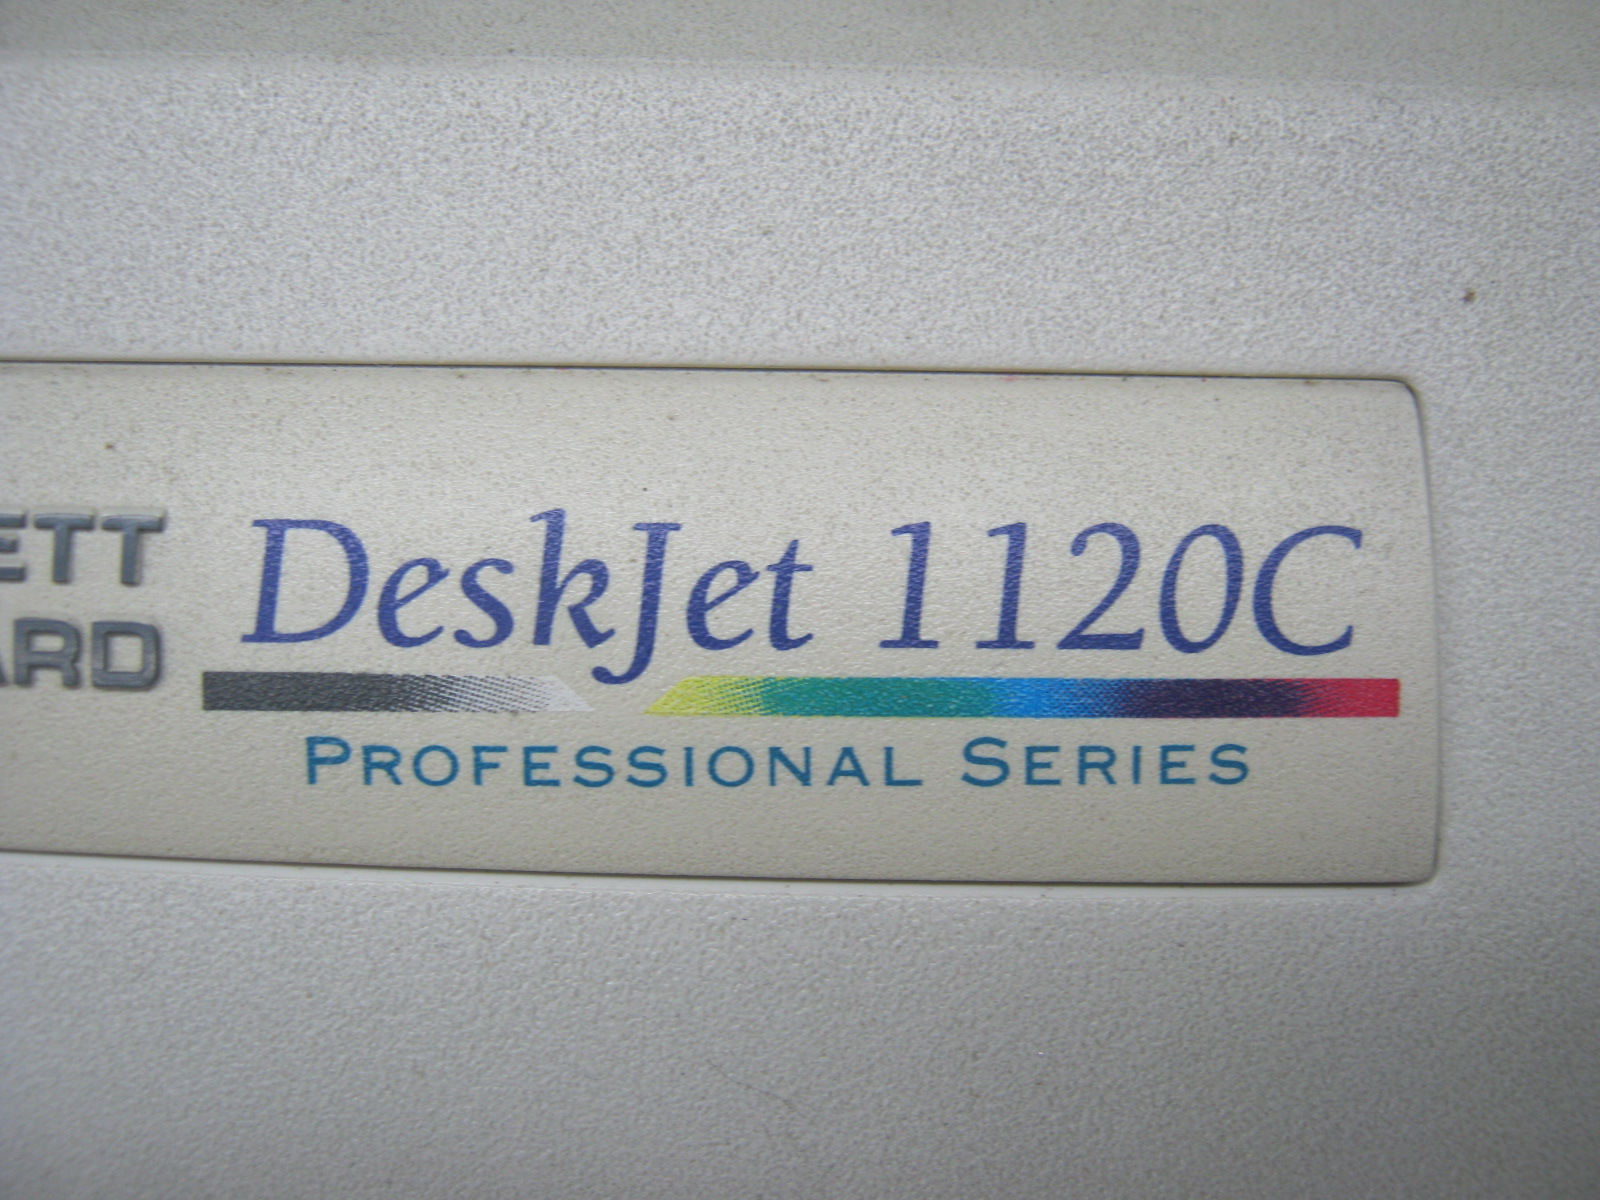 ETT
ARD
DeskJet 1120C
PROFESSIONAL SERIES